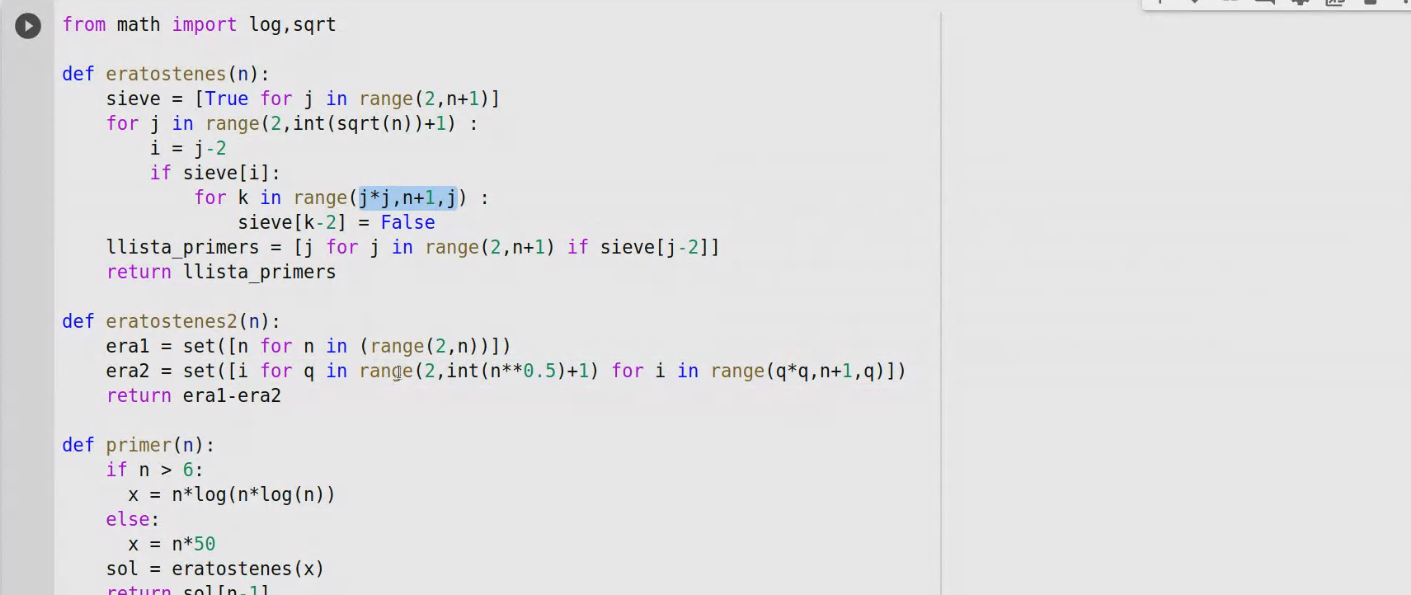 from math import log,sqrt
def eratostenes(n):
    sieve = [True for j in range(2,n+1)]
    for j in range(2,int(sqrt(n))+1) :
        i = j-2
        if sieve[i]:
            for k in range(j*j,n+1,j) :
                sieve[k-2] = False
    llista_primers = [j for j in range(2,n+1) if sieve[j-2]]
    return llista_primers
def eratostenes2(n):
    era1 = set([n for n in (range(2,n))])
    era2 = set([i for q in range(2,int(n**0.5)+1) for i in range(q*q,n+1,q)])
    return era1-era2
def primer(n):
    if n > 6:
      x = n*log(n*log(n))
    else:
      x = n*50
    sol = eratostenes(x)
    return sol[n-1]